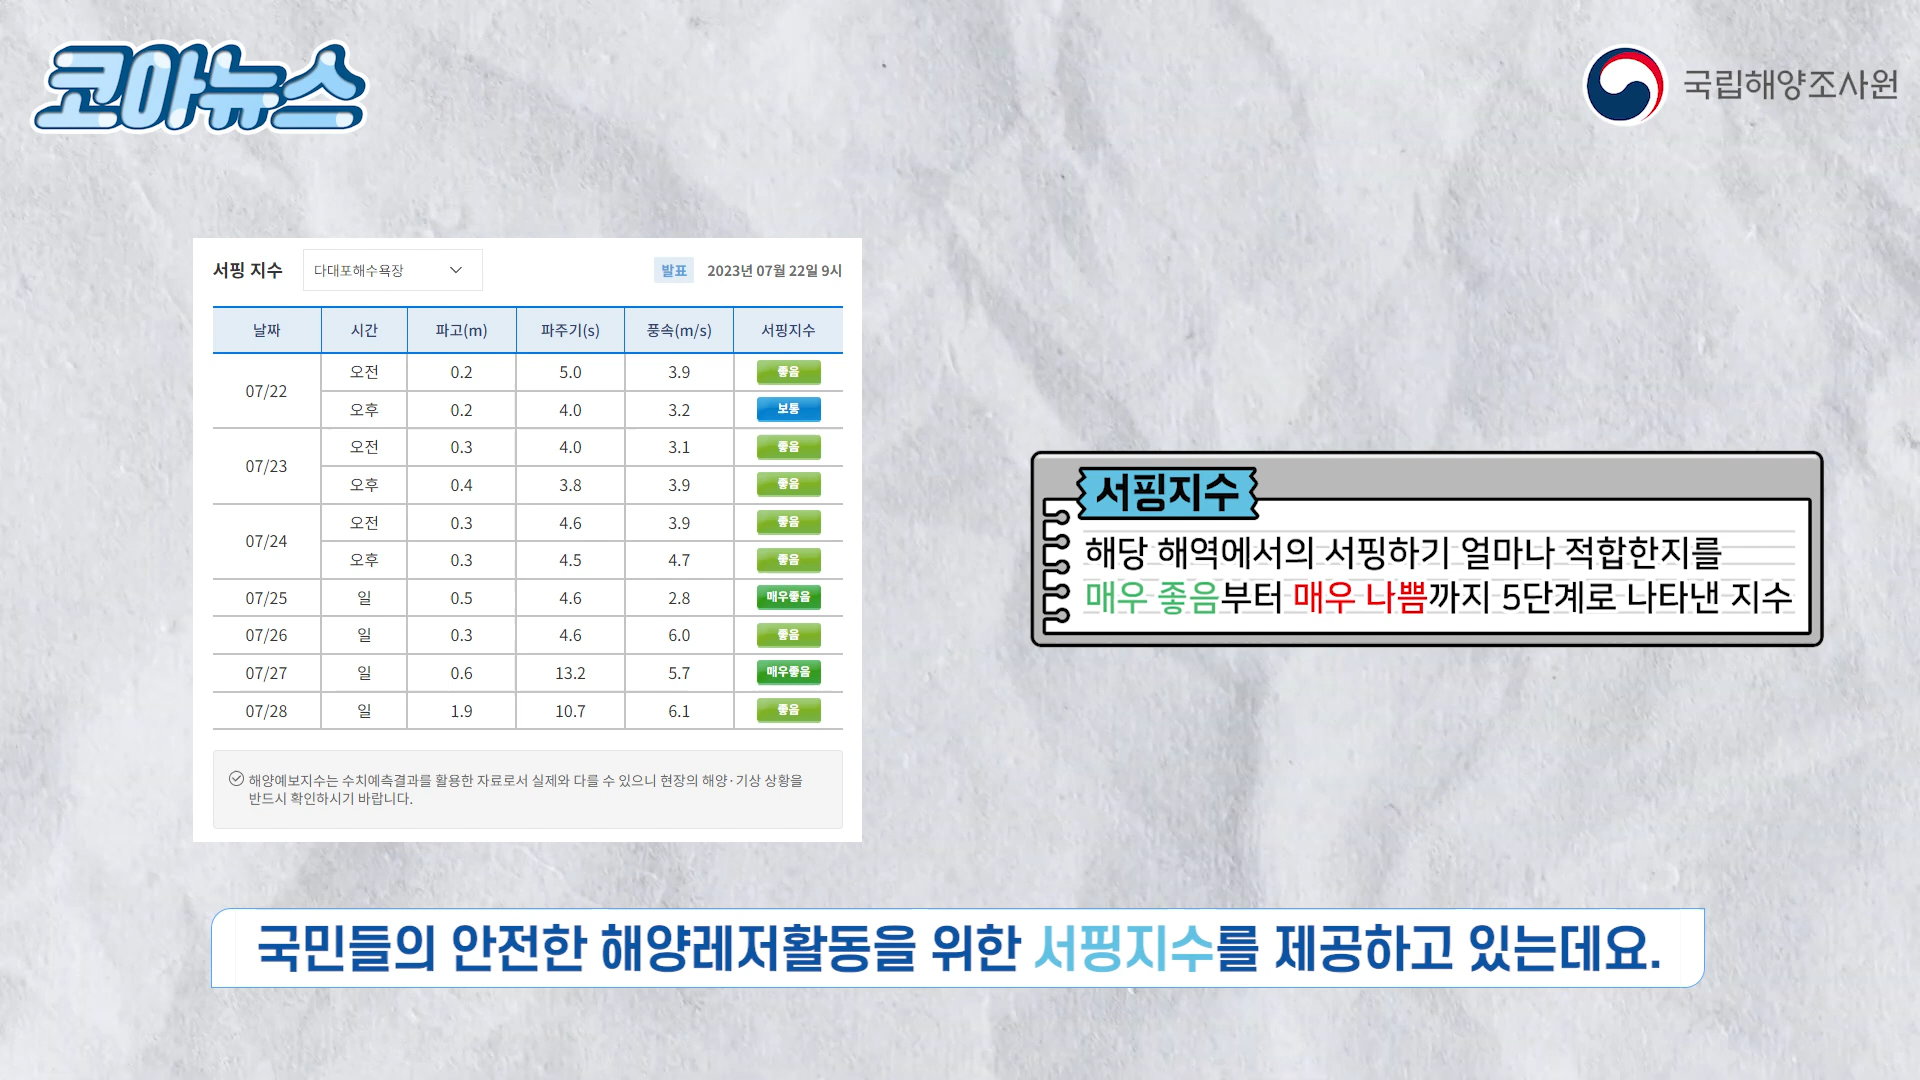 코아뉴스
국립해양조사원
서핑 지수 다대포해수욕장 발표 2023년 07월 22일 9시
날짜 시간 파고(m) 파주기(s) 풍속(m/s) 서핑지수
07/22 오전 0.2 5.0 3.9 좋음
오후 0.2 4.0 3.2 보통
07/23 오전 0.3 4.0 3.1 좋음
오후 0.4 3.8 3.9 좋음
07/24 오전 0.3 4.6 3.9 좋음
오후 0.3 4.5 4.7 좋음
07/25 일 0.5 4.6 2.8 매우좋음
07/26 일 0.3 4.6 6.0 좋음
07/27 일 0.6 13.2 5.7 매우좋음
07/28 일 1.9 10.7 6.1 좋음
해양예보지수는 수치예측결과를 활용한 자료로서 실제와 다를 수 있으니 현장의 해양·기상 상황을
반드시 확인하시기 바랍니다.
서핑지수
해당 해역에서의 서핑하기 얼마나 적합한지를
매우 좋음부터 매우 나쁨까지 5단계로 나타낸 지수
국민들의 안전한 해양레저활동을 위한 서핑지수를 제공하고 있는데요.